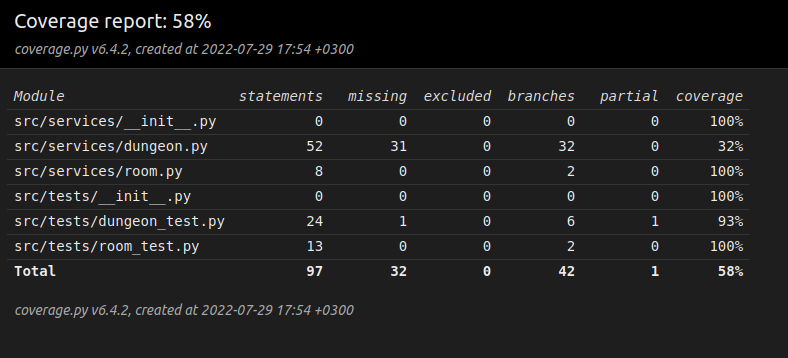 Coverage report: 58%
coverage.py v6.4.2, created at 2022-07-29 17:54 +0300
Module statements missing excluded branches partial coverage
src/services/__init__.py 0 0 0 0 0 100%
src/services/dungeon.py 52 31 0 32 0 32%
src/services/room.py 8 0 0 2 0 100%
src/tests/__init__.py 0 0 0 0 0 100%
src/tests/dungeon_test.py 24 1 0 6 1 93%
src/tests/room_test.py 13 0 0 2 0 100%
Total 97 32 0 42 1 58%
coverage.py v6.4.2, created at 2022-07-29 17:54 +0300